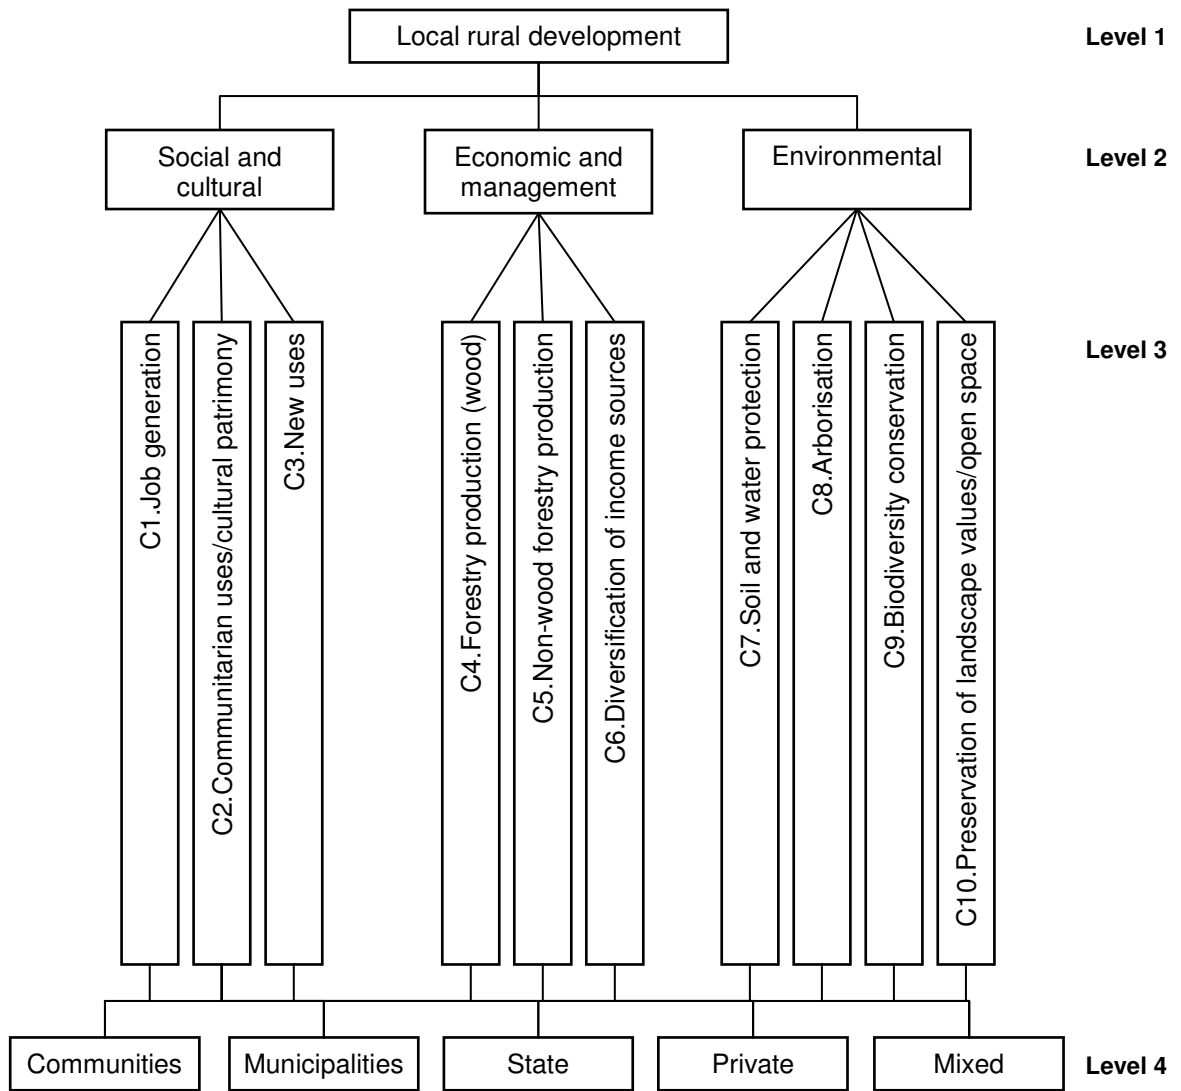 Local rural development
Level 1
Social and
cultural
Economic and
management
Environmental
Level 2
C1.Job generation
C2.Communitarian uses/cultural patrimony
C3.New uses
C4.Forestry production (wood)
C5.Non-wood forestry production
C6.Diversification of income sources
C7.Soil and water protection
C8.Arborisation
C9.Biodiversity conservation
C10.Preservation of landscape values/open space
Level 3
Communities
Municipalities
State
Private
Mixed
Level 4